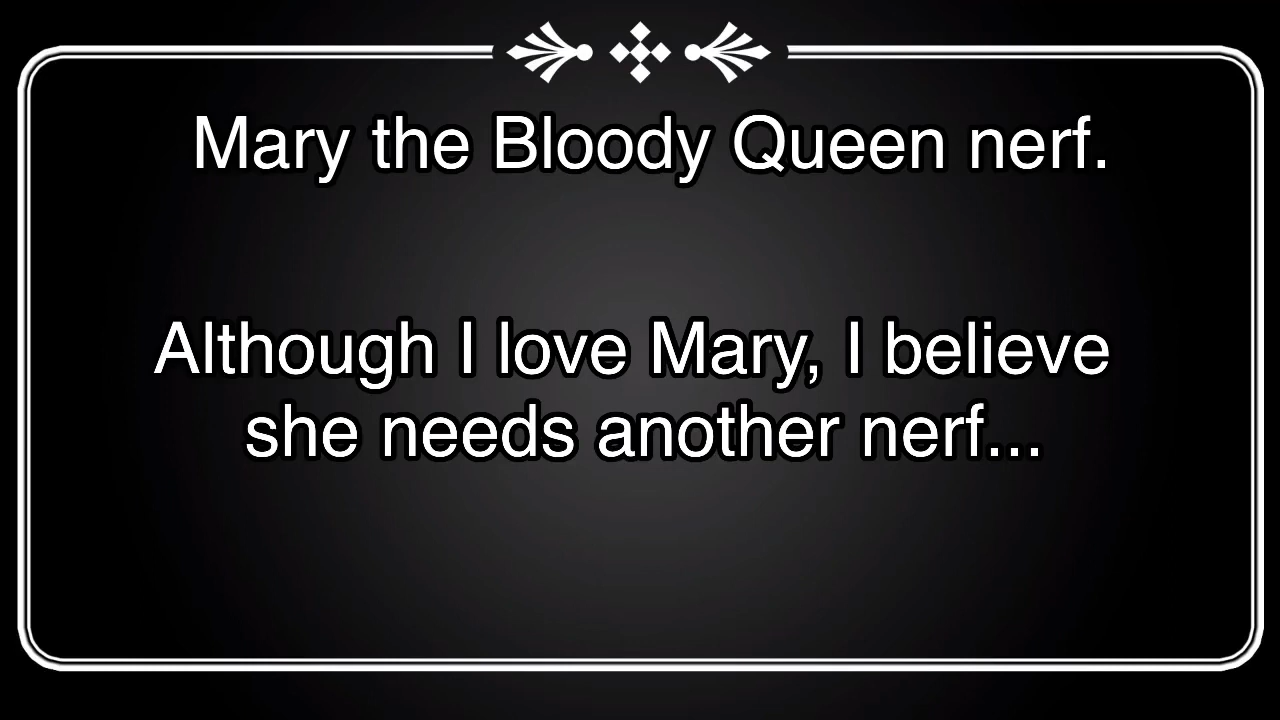 Mary the Bloody Queen nerf.
Although I love Mary, I believe
she needs another nerf...